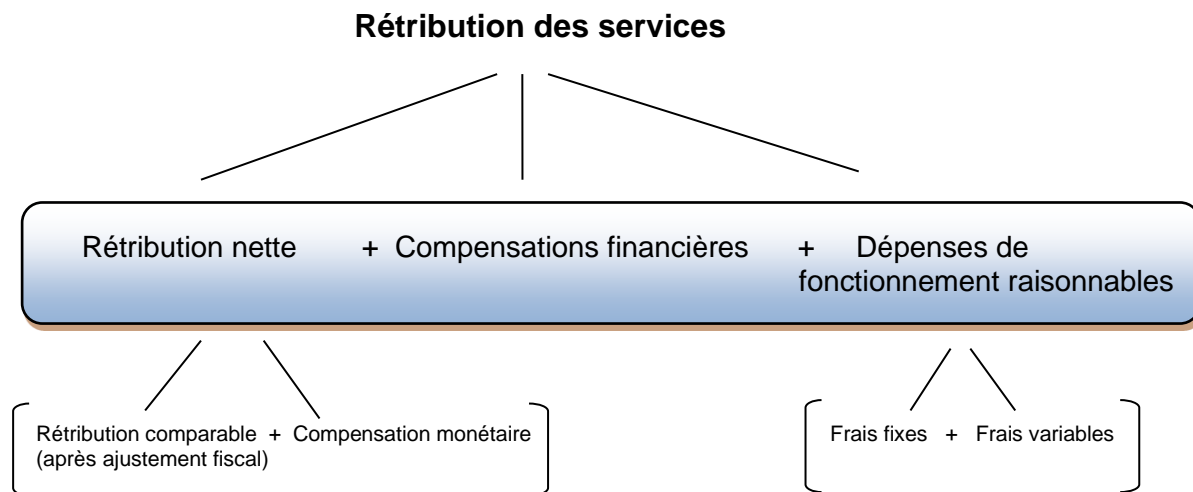 Rétribution des services
Rétribution nette + Compensations financières + Dépenses de
fonctionnement raisonnables
Rétribution comparable + Compensation monétaire
(après ajustement fiscal)
Frais fixes + Frais variables